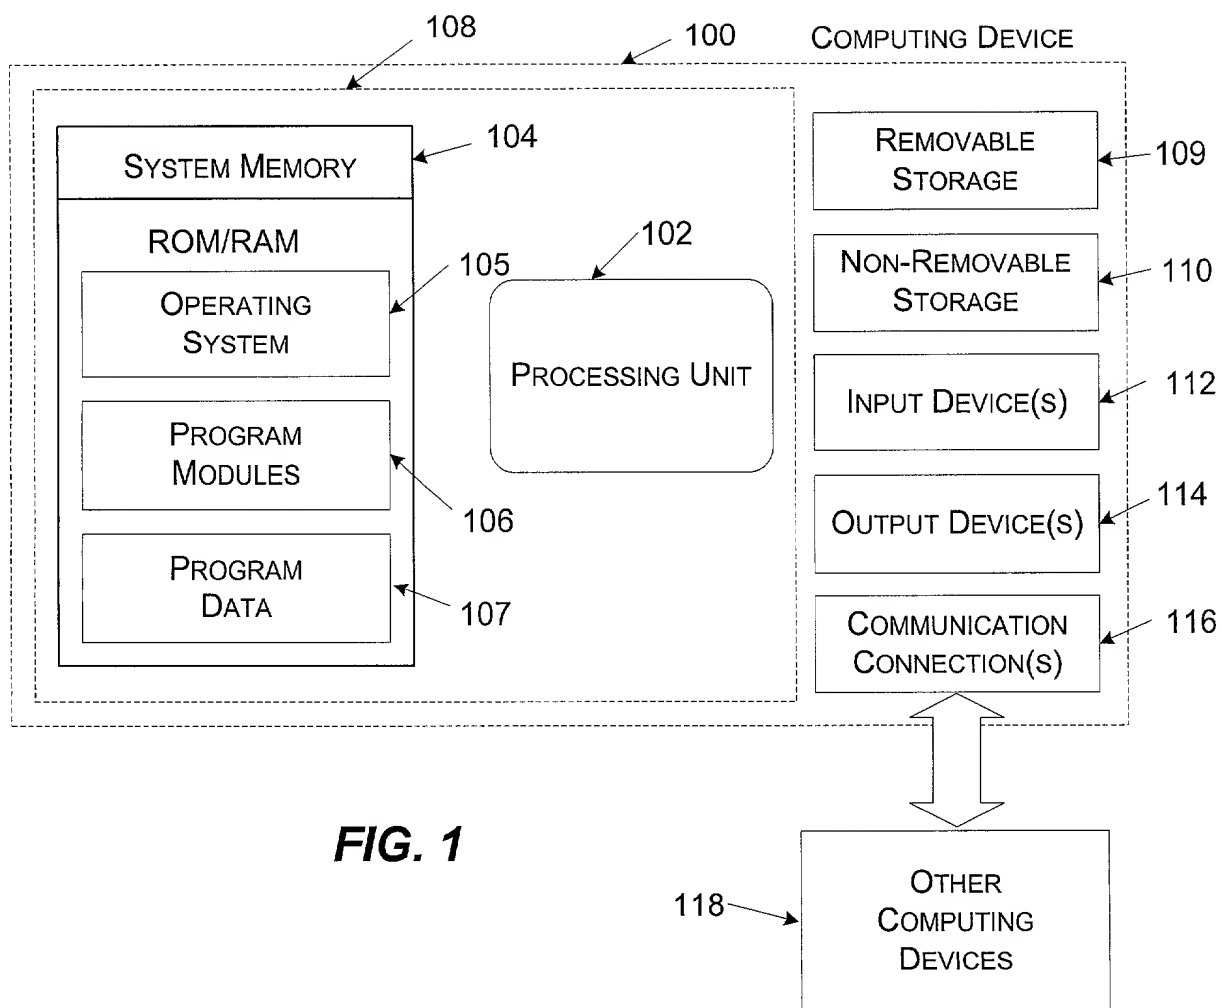 108
100
COMPUTING DEVICE
SYSTEM MEMORY
104
ROM/RAM
OPERATING
SYSTEM
105
PROGRAM
MODULES
106
PROGRAM
DATA
107
102
PROCESSING UNIT
REMOVABLE
STORAGE
109
NON-REMOVABLE
STORAGE
110
INPUT DEVICE(S)
112
OUTPUT DEVICE(S)
114
COMMUNICATION
CONNECTION(S)
116
FIG. 1
118
OTHER
COMPUTING
DEVICES